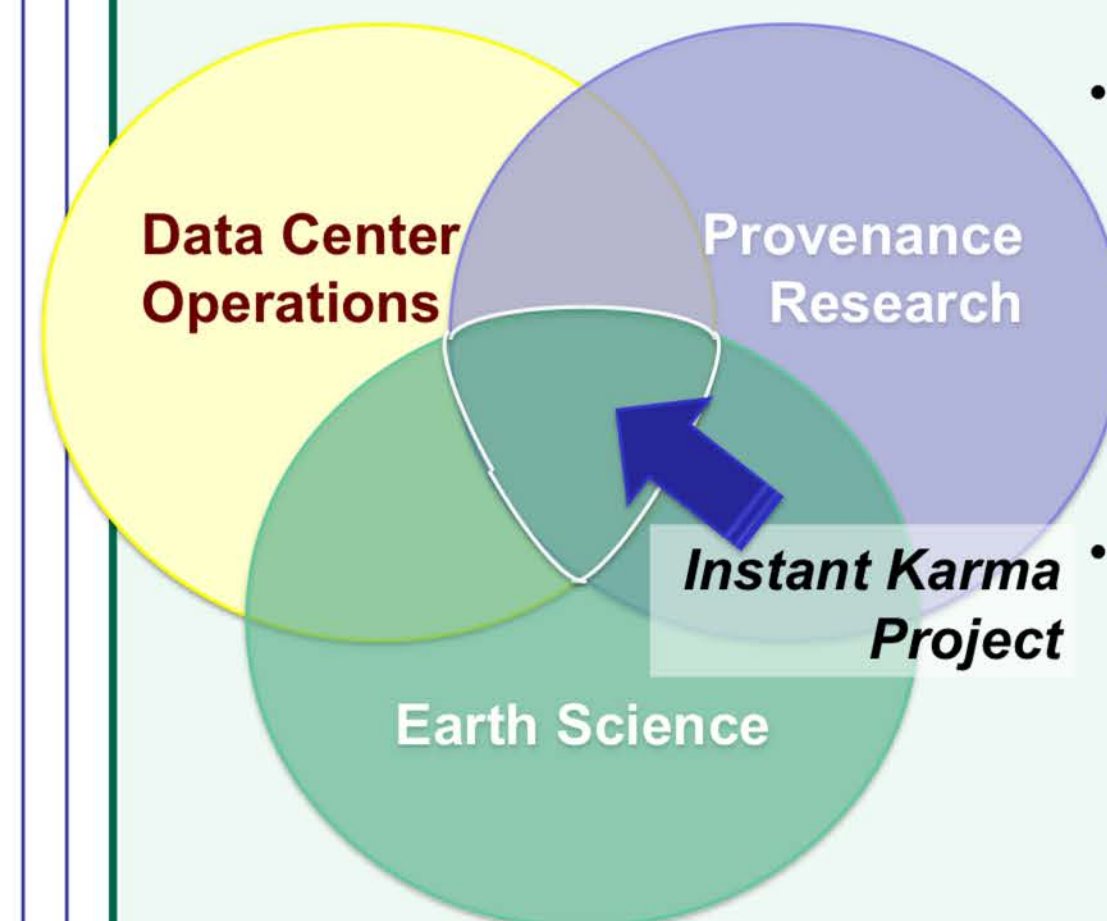 Data Center
Operations
Provenance
Research
•
•
Instant Karma
Project
Earth Science